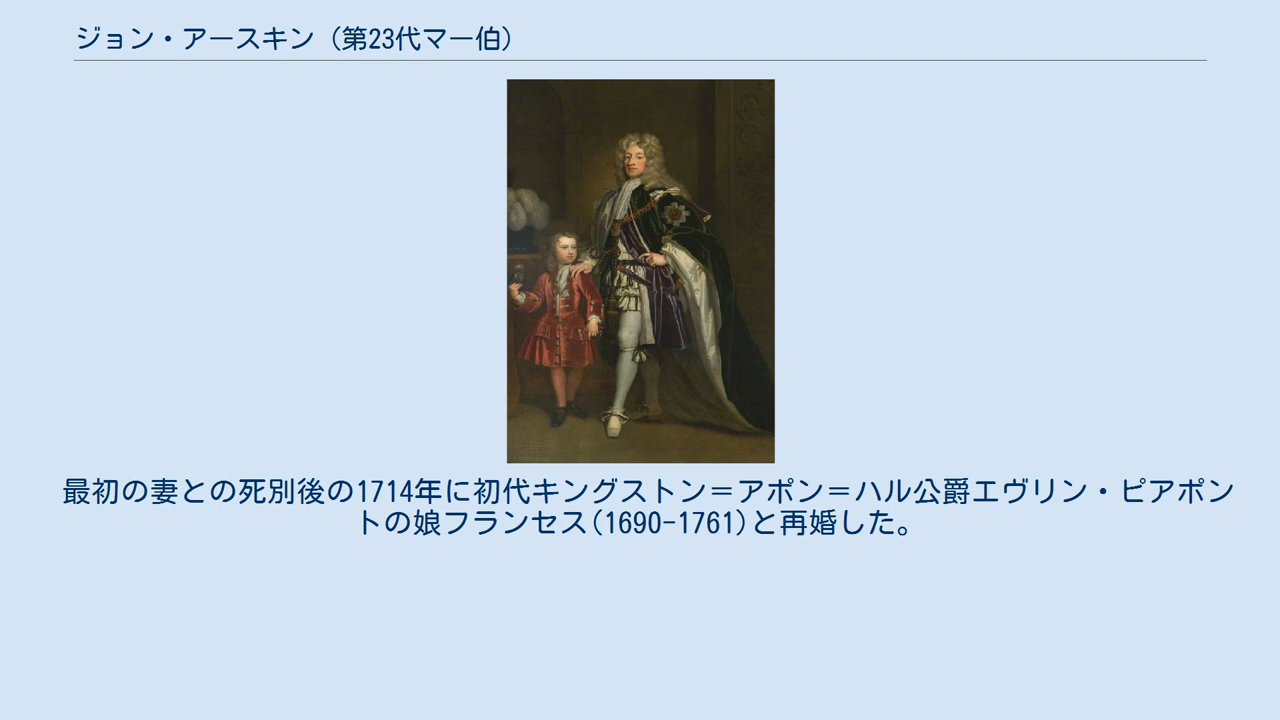 ジョン・アースキン（第23代マー伯）
最初の妻との死別後の1714年に初代キングストン＝アポン＝ハル公爵エヴリン・ピアポン
トの娘フランセス(1690-1761)と再婚した。